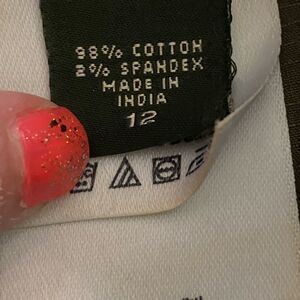 98% COTTON
2% SPANDEX
MADE IN
INDIA
12